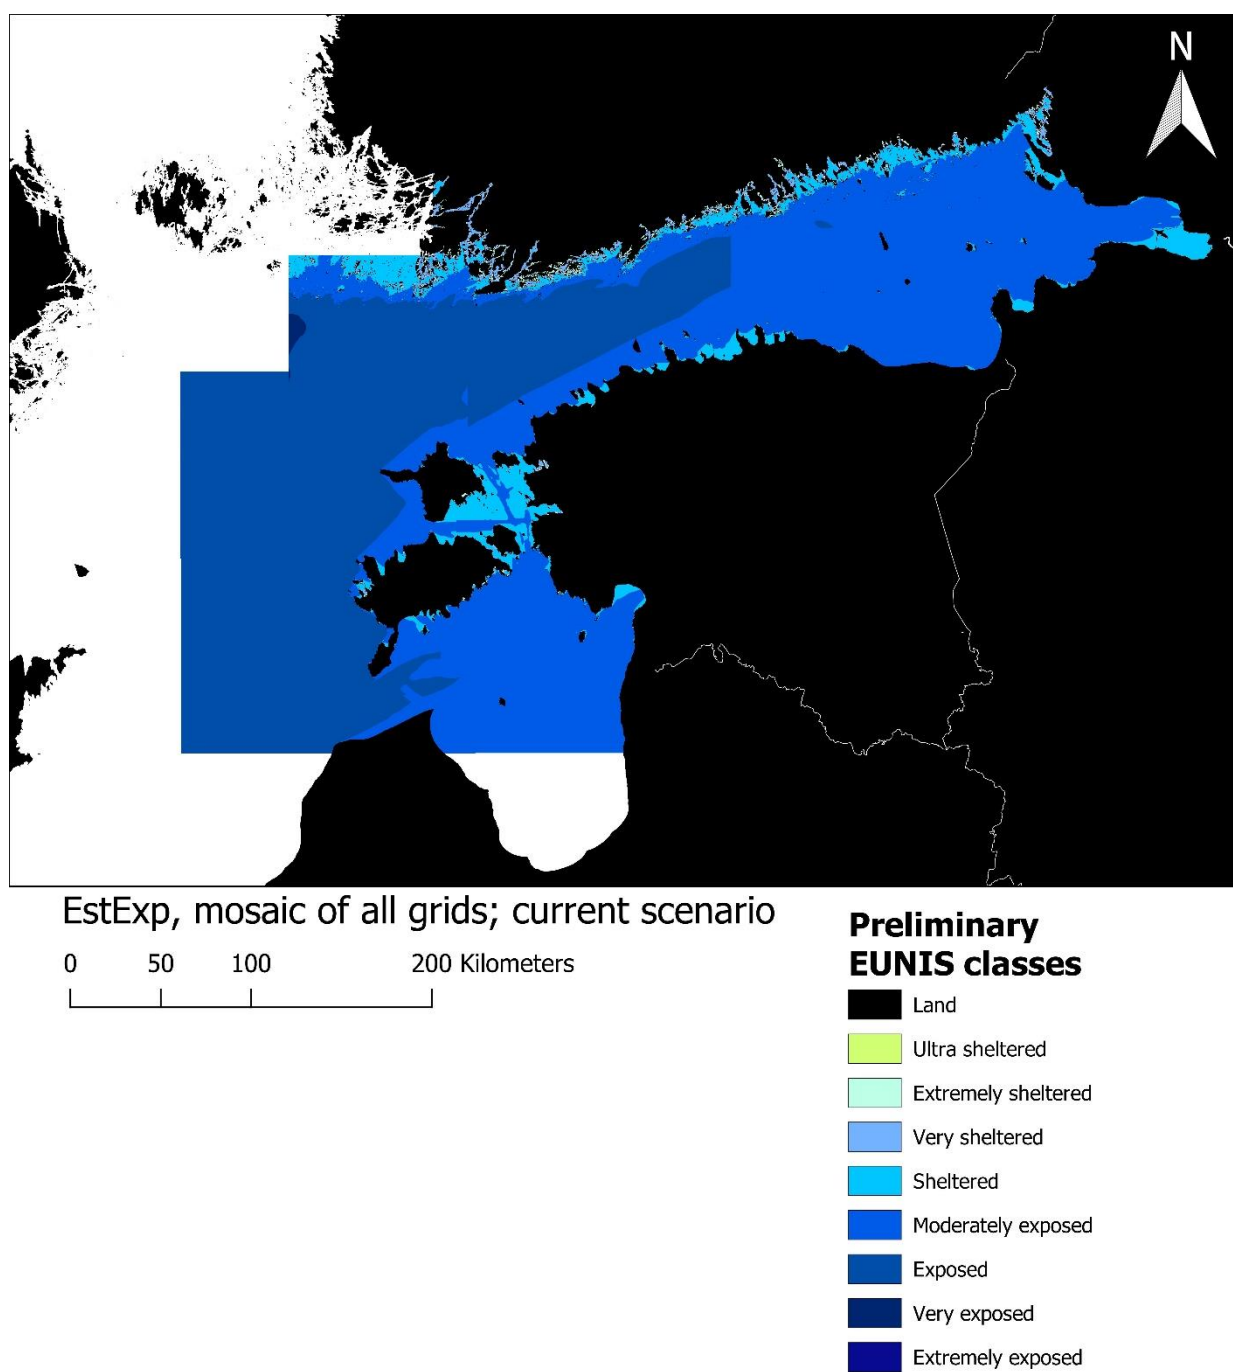 N
EstExp, mosaic of all grids; current scenario
0 50 100 200 Kilometers
Preliminary
EUNIS classes
Land
Ultra sheltered
Extremely sheltered
Very sheltered
Sheltered
Moderately exposed
Exposed
Very exposed
Extremely exposed